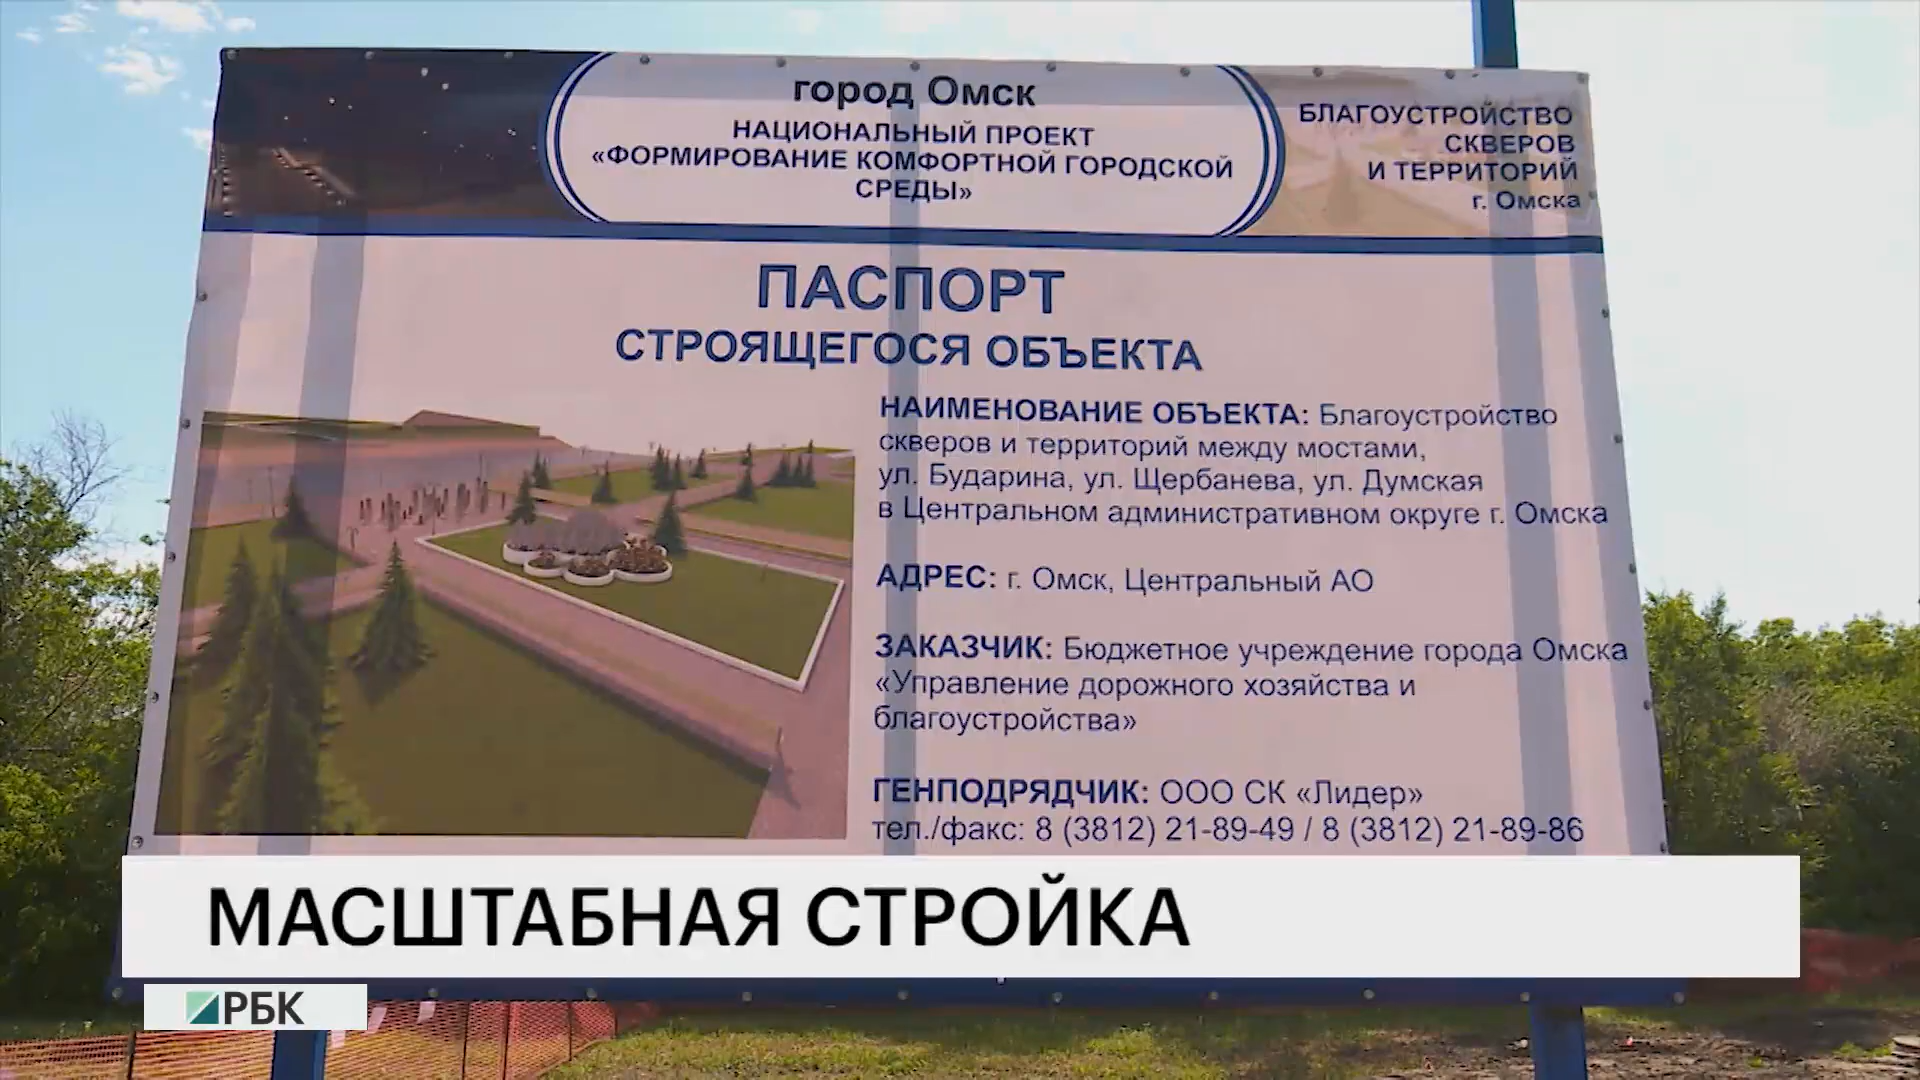 город Омск
НАЦИОНАЛЬНЫЙ ПРОЕКТ
«ФОРМИРОВАНИЕ КОМФОРТНОЙ ГОРОДСКОЙ
СРЕДЫ»
БЛАГОУСТРОЙСТВО
СКВЕРОВ
И ТЕРРИТОРИЙ
г. Омска
ПАСПОРТ
СТРОЯЩЕГОСЯ ОБЪЕКТА
НАИМЕНОВАНИЕ ОБЪЕКТА: Благоустройство
скверов и территорий между мостами,
ул. Бударина, ул. Щербанева, ул. Думская
в Центральном административном округе г. Омска
АДРЕС: г. Омск, Центральный АО
ЗАКАЗЧИК: Бюджетное учреждение города Омска
«Управление дорожного хозяйства и
благоустройства»
ГЕНПОДРЯДЧИК: ООО СК «Лидер»
тел./факс: 8 (3812) 21-89-49 / 8 (3812) 21-89-86
МАСШТАБНАЯ СТРОЙКА
РБК